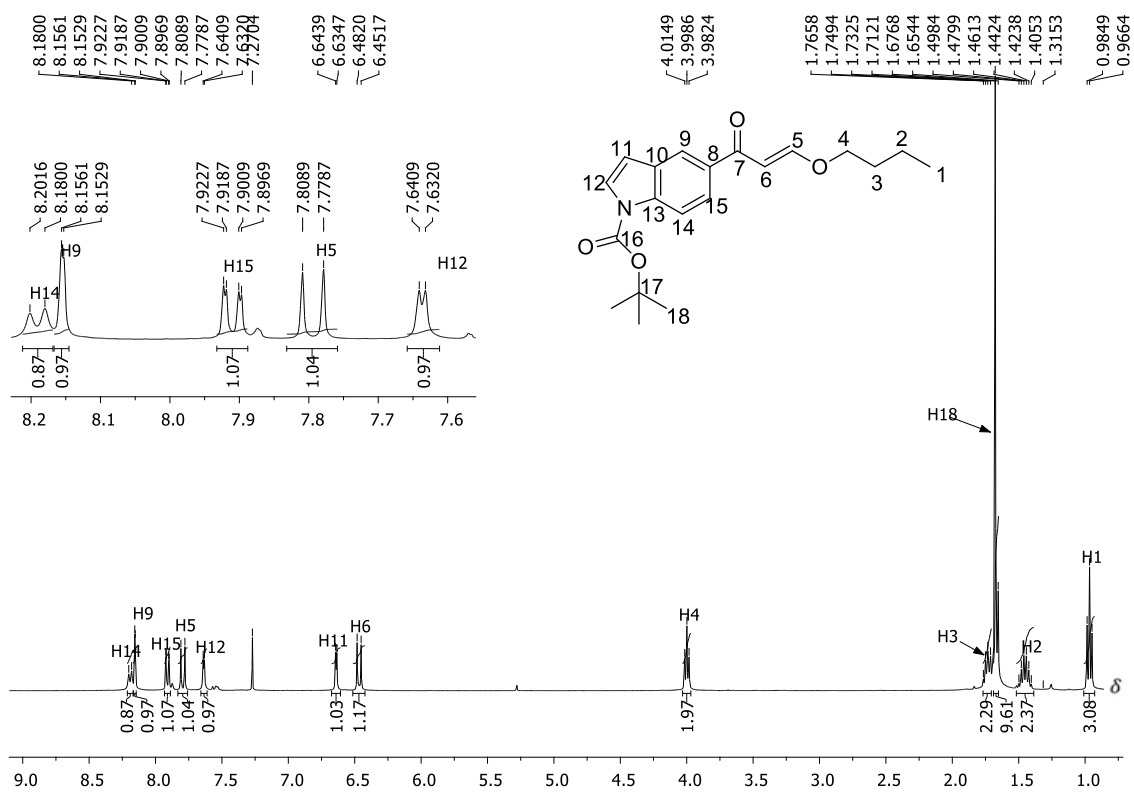 8.1800
8.1561
8.1529
7.9227
7.9187
7.9009
7.8969
7.8089
7.7787
7.6409
7.6320
7.2704
6.6439
6.6347
6.4820
6.4517
4.0149
3.9986
3.9824
1.7658
1.7494
1.7325
1.7121
1.6768
1.6544
1.4984
1.4799
1.4613
1.4424
1.4238
1.4053
1.3153
0.9849
0.9664
8.2016
8.1800
8.1561
8.1529
7.9227
7.9187
7.9009
7.8969
7.8089
7.7787
7.6409
7.6320
H14
H9
H15
H5
H12
0.87
0.97
1.07
1.04
0.97
8.2 8.1 8.0 7.9 7.8 7.7 7.6
O
11 10 9 8 7 6 5 4 3 2 1
O
12 13 14 15
N
O 16
O
17
18
H18
H14
H9
H15
H5
H12
H11
H6
H4
H3
H2
H1
δ
0.87
0.97
1.07
1.04
0.97
1.03
1.17
1.97
2.29
9.61
2.37
3.08
9.0 8.5 8.0 7.5 7.0 6.5 6.0 5.5 5.0 4.5 4.0 3.5 3.0 2.5 2.0 1.5 1.0